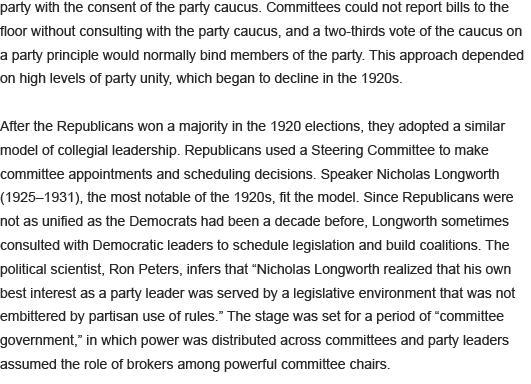 party with the consent of the party caucus. Committees could not report bills to the
floor without consulting with the party caucus, and a two-thirds vote of the caucus on
a party principle would normally bind members of the party. This approach depended
on high levels of party unity, which began to decline in the 1920s.
After the Republicans won a majority in the 1920 elections, they adopted a similar
model of collegial leadership. Republicans used a Steering Committee to make
committee appointments and scheduling decisions. Speaker Nicholas Longworth
(1925–1931), the most notable of the 1920s, fit the model. Since Republicans were
not as unified as the Democrats had been a decade before, Longworth sometimes
consulted with Democratic leaders to schedule legislation and build coalitions. The
political scientist, Ron Peters, infers that “Nicholas Longworth realized that his own
best interest as a party leader was served by a legislative environment that was not
embittered by partisan use of rules.” The stage was set for a period of “committee
government,” in which power was distributed across committees and party leaders
assumed the role of brokers among powerful committee chairs.